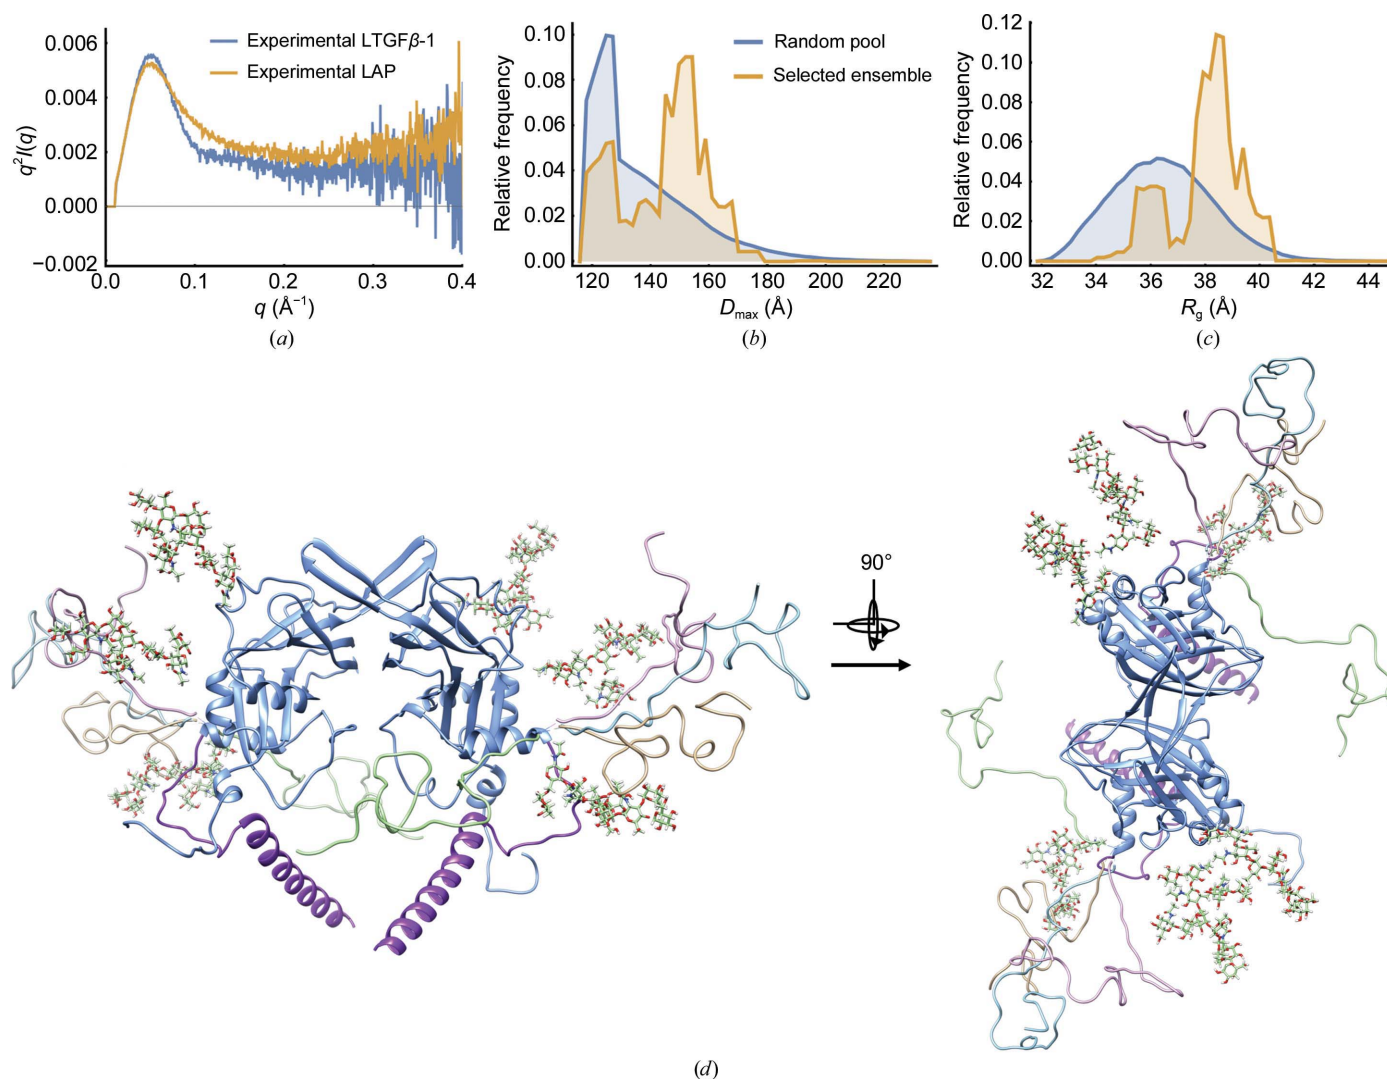 0.006
0.004
0.002
0.000
−0.002
q²I(q)
0.0 0.1 0.2 0.3 0.4
q (Å⁻¹)
Experimental LTGFβ-1
Experimental LAP
(a)
0.10
0.08
0.06
0.04
0.02
0.00
Relative frequency
120 140 160 180 200 220
Dmax (Å)
Random pool
Selected ensemble
(b)
0.12
0.10
0.08
0.06
0.04
0.02
0.00
Relative frequency
32 34 36 38 40 42 44
Rg (Å)
(c)
90°
(d)